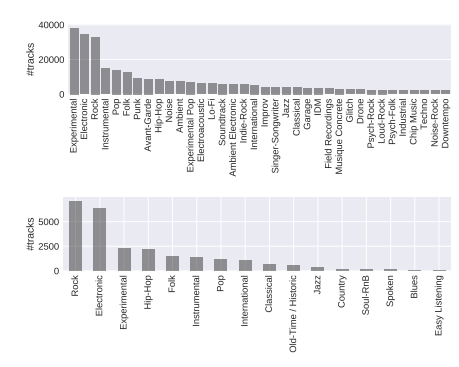 40000
20000
0
#tracks
Experimental
Electronic
Rock
Instrumental
Pop
Folk
Punk
Avant-Garde
Hip-Hop
Noise
Ambient
Experimental Pop
Electroacoustic
Lo-Fi
Soundtrack
Ambient Electronic
Indie-Rock
International
Improv
Singer-Songwriter
Jazz
Classical
Garage
IDM
Field Recordings
Musique Concrete
Glitch
Drone
Psych-Rock
Loud-Rock
Psych-Folk
Industrial
Chip Music
Techno
Noise-Rock
Downtempo
5000
2500
0
#tracks
Rock
Electronic
Experimental
Hip-Hop
Folk
Instrumental
Pop
International
Classical
Old-Time / Historic
Jazz
Country
Soul-RnB
Spoken
Blues
Easy Listening